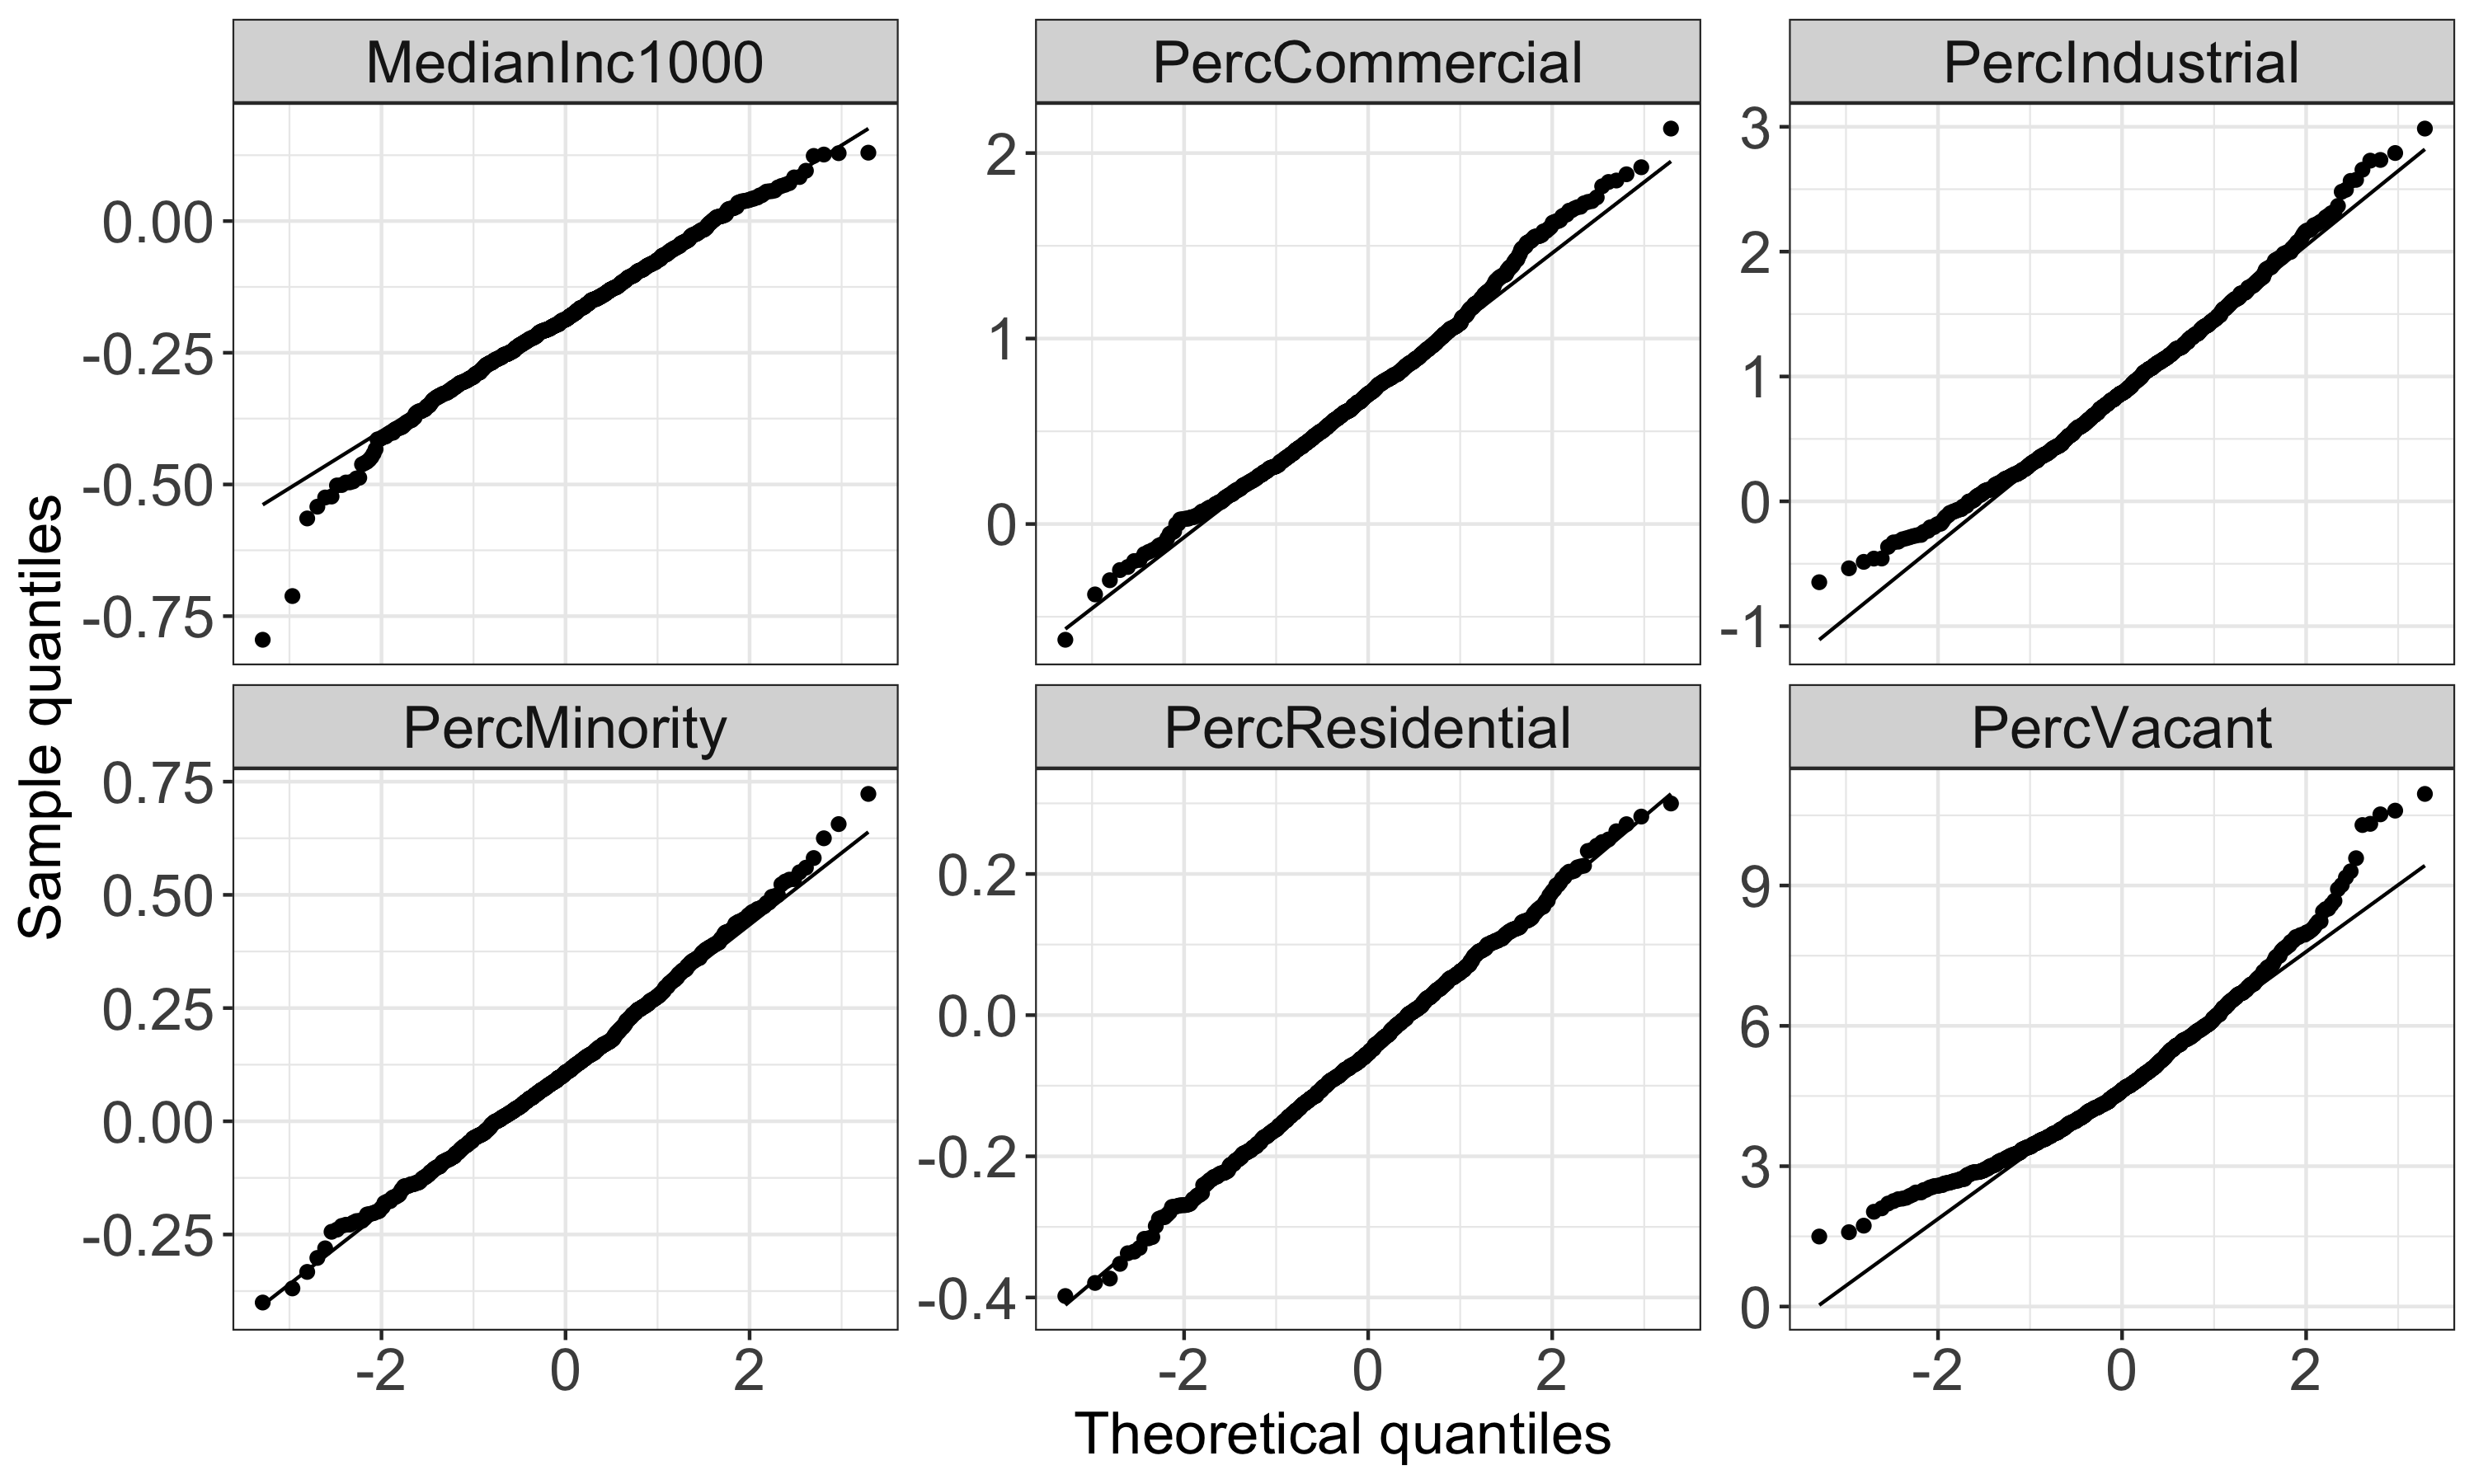 MedianInc1000
PercCommercial
PercIndustrial
0.00
-0.25
-0.50
-0.75
2
1
0
3
2
1
0
-1
PercMinority
PercResidential
PercVacant
0.75
0.50
0.25
0.00
-0.25
0.2
0.0
-0.2
-0.4
9
6
3
0
-2 0 2
-2 0 2
-2 0 2
Sample quantiles
Theoretical quantiles